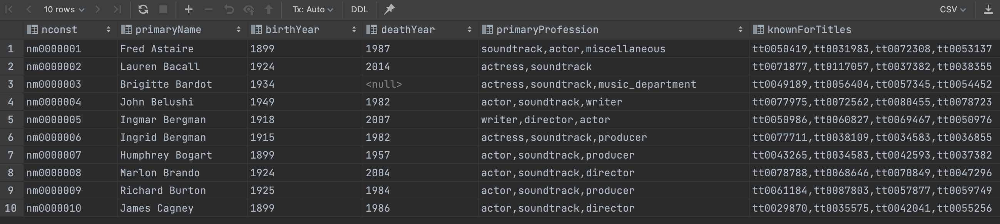 10 rows Tx: Auto DDL CSV
nconst primaryName birthYear deathYear primaryProfession knownForTitles
1 nm0000001 Fred Astaire 1899 1987 soundtrack,actor,miscellaneous tt0050419,tt0031983,tt0072308,tt0053137
2 nm0000002 Lauren Bacall 1924 2014 actress,soundtrack tt0071877,tt0117057,tt0037382,tt0038355
3 nm0000003 Brigitte Bardot 1934 <null> actress,soundtrack,music_department tt0049189,tt0056404,tt0057345,tt0054452
4 nm0000004 John Belushi 1949 1982 actor,soundtrack,writer tt0077975,tt0072562,tt0080455,tt0078723
5 nm0000005 Ingmar Bergman 1918 2007 writer,director,actor tt0050986,tt0060827,tt0069467,tt0050976
6 nm0000006 Ingrid Bergman 1915 1982 actress,soundtrack,producer tt0077711,tt0038109,tt0034583,tt0036855
7 nm0000007 Humphrey Bogart 1899 1957 actor,soundtrack,producer tt0043265,tt0034583,tt0042593,tt0037382
8 nm0000008 Marlon Brando 1924 2004 actor,soundtrack,director tt0078788,tt0068646,tt0070849,tt0047296
9 nm0000009 Richard Burton 1925 1984 actor,soundtrack,producer tt0061184,tt0087803,tt0057877,tt0059749
10 nm0000010 James Cagney 1899 1986 actor,soundtrack,director tt0029870,tt0035575,tt0042041,tt0055256